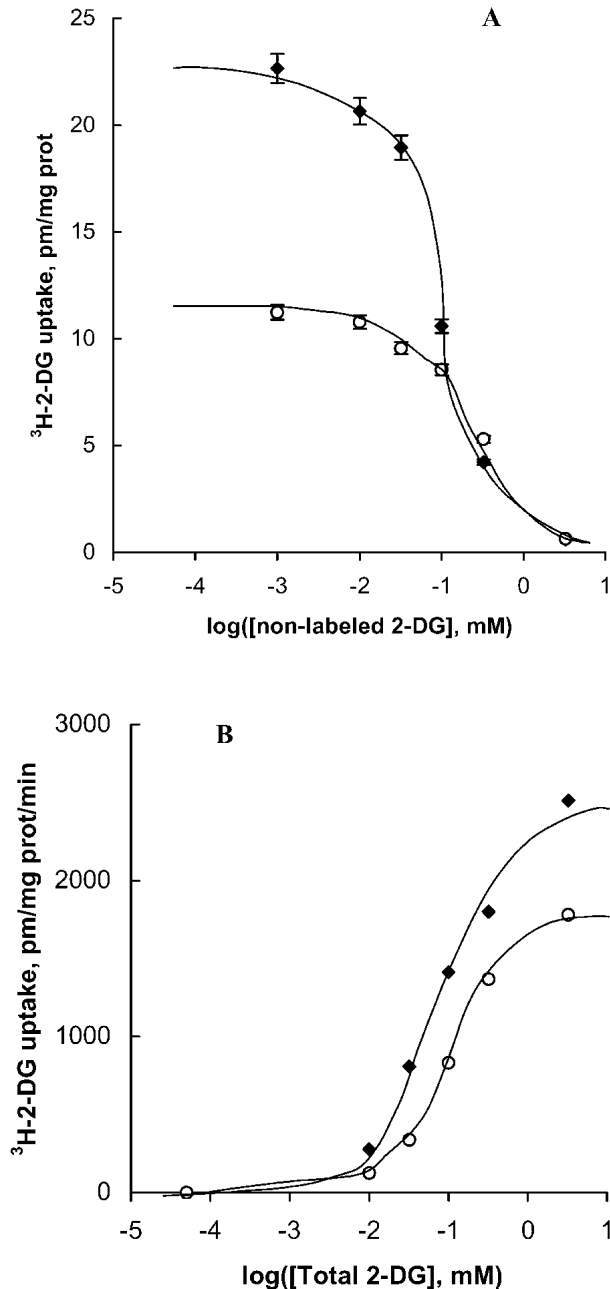 A
25
20
15
10
5
0
-5 -4 -3 -2 -1 0 1
³H-2-DG uptake, pm/mg prot
log([non-labeled 2-DG], mM)
B
3000
2000
1000
0
-5 -4 -3 -2 -1 0 1
³H-2-DG uptake, pm/mg prot/min
log([Total 2-DG], mM)